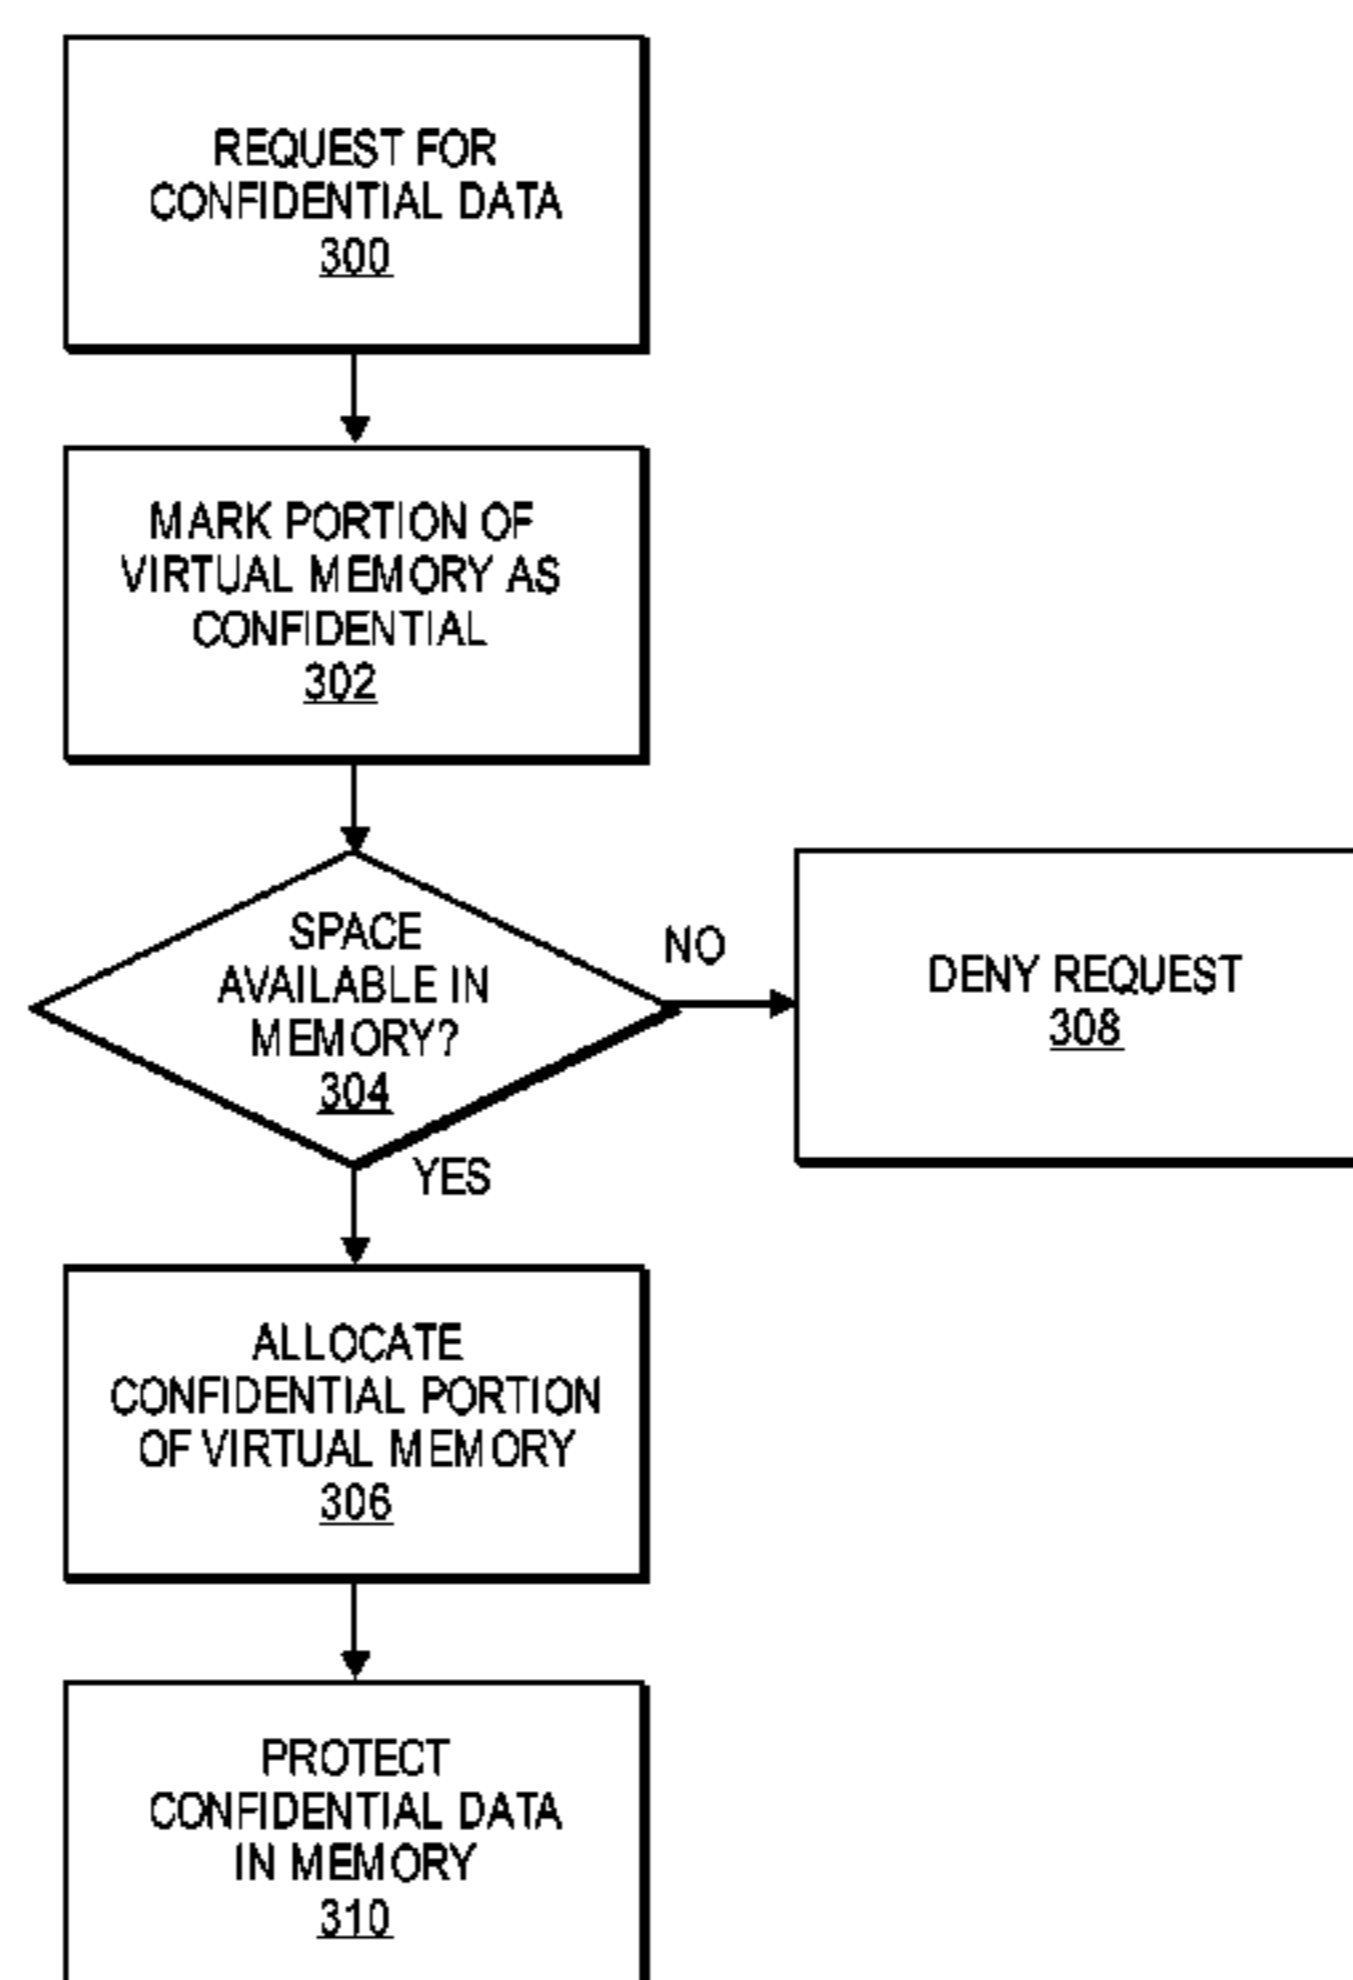 REQUEST FOR
CONFIDENTIAL DATA
300
MARK PORTION OF
VIRTUAL MEMORY AS
CONFIDENTIAL
302
SPACE
AVAILABLE IN
MEMORY?
304
NO
DENY REQUEST
308
YES
ALLOCATE
CONFIDENTIAL PORTION
OF VIRTUAL MEMORY
306
PROTECT
CONFIDENTIAL DATA
IN MEMORY
310